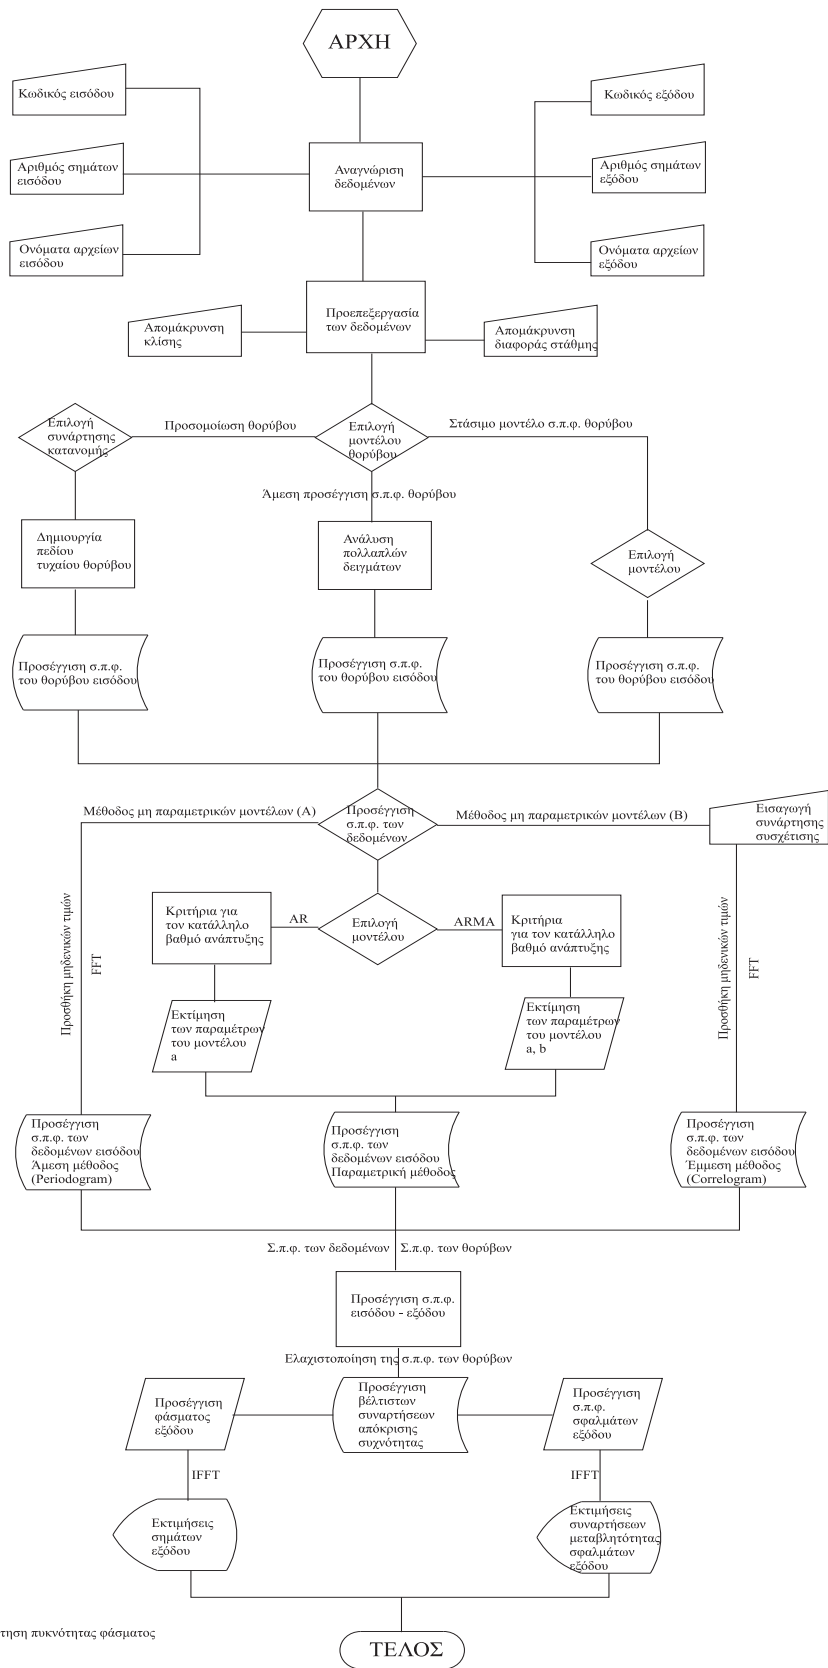 ΑΡΧΗ
Κωδικός εισόδου
Κωδικός εξόδου
Αριθμός σημάτων
εισόδου
Αναγνώριση
δεδομένων
Αριθμός σημάτων
εξόδου
Ονόματα αρχείων
εισόδου
Ονόματα αρχείων
εξόδου
Προεπεξεργασία
των δεδομένων
Απομάκρυνση
κλίσης
Απομάκρυνση
διαφοράς στάθμης
Επιλογή
συνάρτησης
κατανομής
Προσομοίωση θορύβου
Επιλογή
μοντέλου
θορύβου
Στάσιμο μοντέλο σ.π.φ. θορύβου
Άμεση προσέγγιση σ.π.φ. θορύβου
Δημιουργία
πεδίου
τυχαίου θορύβου
Ανάλυση
πολλαπλών
δειγμάτων
Επιλογή
μοντέλου
Προσέγγιση σ.π.φ.
του θορύβου εισόδου
Προσέγγιση σ.π.φ.
του θορύβου εισόδου
Προσέγγιση σ.π.φ.
του θορύβου εισόδου
Μέθοδος μη παραμετρικών μοντέλων (Α)
Προσέγγιση
σ.π.φ. των
δεδομένων
Μέθοδος μη παραμετρικών μοντέλων (Β)
Εισαγωγή
συνάρτησης
συσχέτισης
Προσθήκη μηδενικών τιμών
FFT
Κριτήρια για
τον κατάλληλο
βαθμό ανάπτυξης
AR
Επιλογή
μοντέλου
ARMA
Κριτήρια
για τον κατάλληλο
βαθμό ανάπτυξης
Προσθήκη μηδενικών τιμών
FFT
Εκτίμηση
των παραμέτρων
του μοντέλου
a
Εκτίμηση
των παραμέτρων
του μοντέλου
a, b
Προσέγγιση
σ.π.φ. των
δεδομένων εισόδου
Άμεση μέθοδος
(Periodogram)
Προσέγγιση
σ.π.φ. των
δεδομένων εισόδου
Παραμετρική μέθοδος
Προσέγγιση
σ.π.φ. των
δεδομένων εισόδου
Έμμεση μέθοδος
(Correlogram)
Σ.π.φ. των δεδομένων
Σ.π.φ. των θορύβων
Προσέγγιση σ.π.φ.
εισόδου - εξόδου
Ελαχιστοποίηση της σ.π.φ. των θορύβων
Προσέγγιση
φάσματος
εξόδου
Προσέγγιση
βέλτιστων
συναρτήσεων
απόκρισης
συχνότητας
Προσέγγιση
σ.π.φ.
σφαλμάτων
εξόδου
IFFT
IFFT
Εκτιμήσεις
σημάτων
εξόδου
Εκτιμήσεις
συναρτήσεων
μεταβλητότητας
σφαλμάτων
εξόδου
τηση πυκνότητας φάσματος
ΤΕΛΟΣ